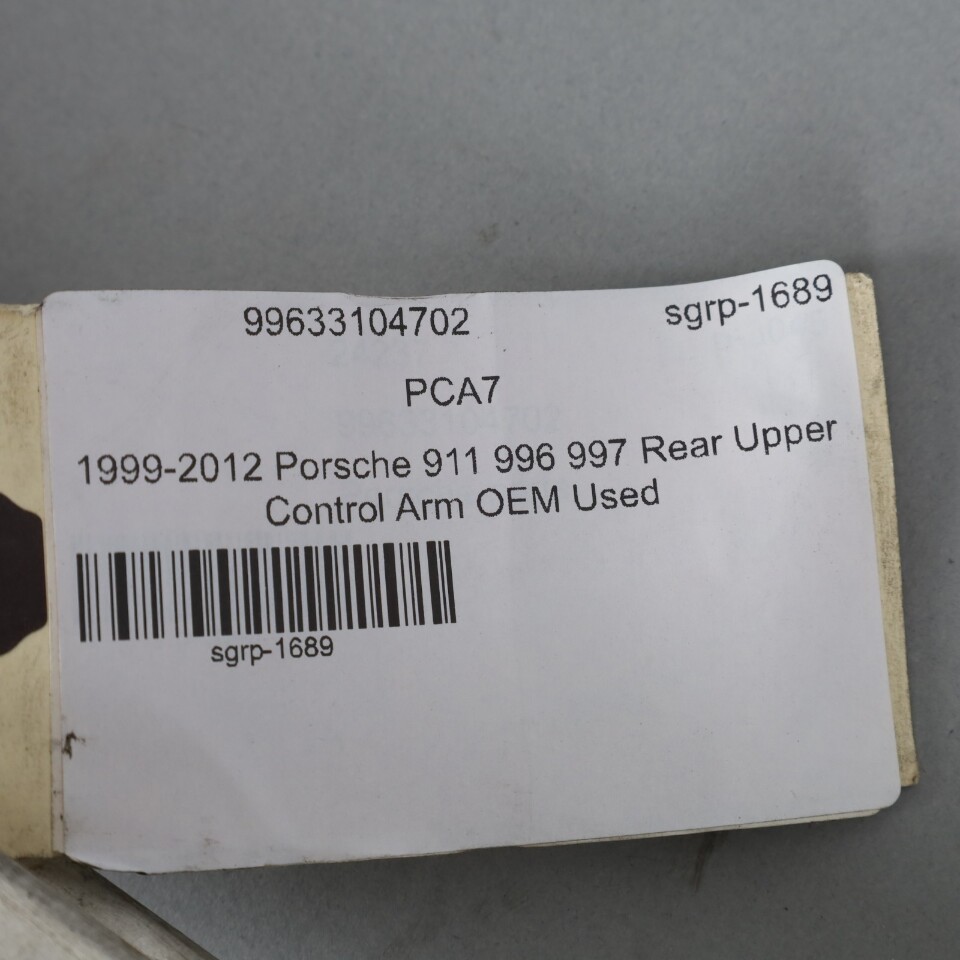 99633104702
sgrp-1689
PCA7
1999-2012 Porsche 911 996 997 Rear Upper
Control Arm OEM Used
sgrp-1689